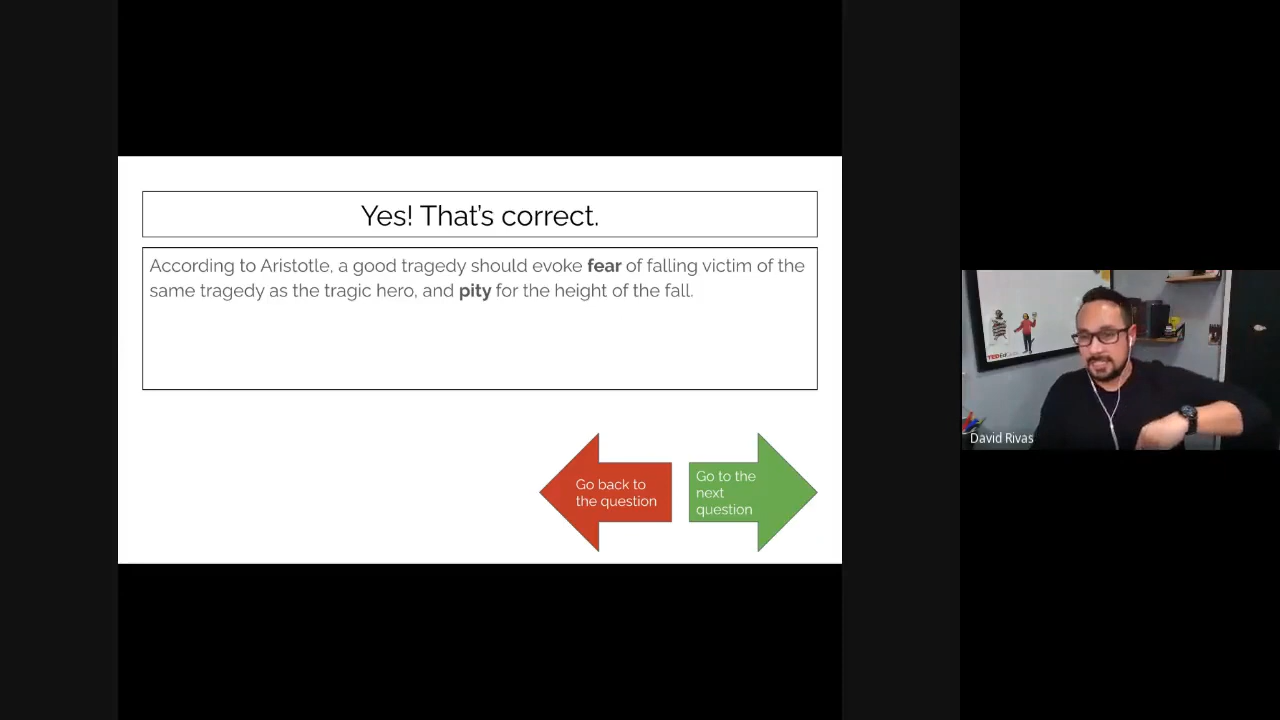 Yes! That's correct.
According to Aristotle, a good tragedy should evoke fear of falling victim of the
same tragedy as the tragic hero, and pity for the height of the fall.
Go back to
the question
Go to the
next
question
TEDEd
David Rivas